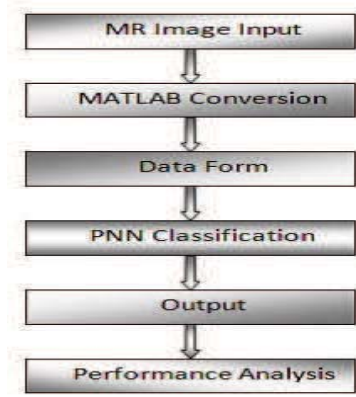 MR Image Input
MATLAB Conversion
Data Form
PNN Classification
Output
Performance Analysis